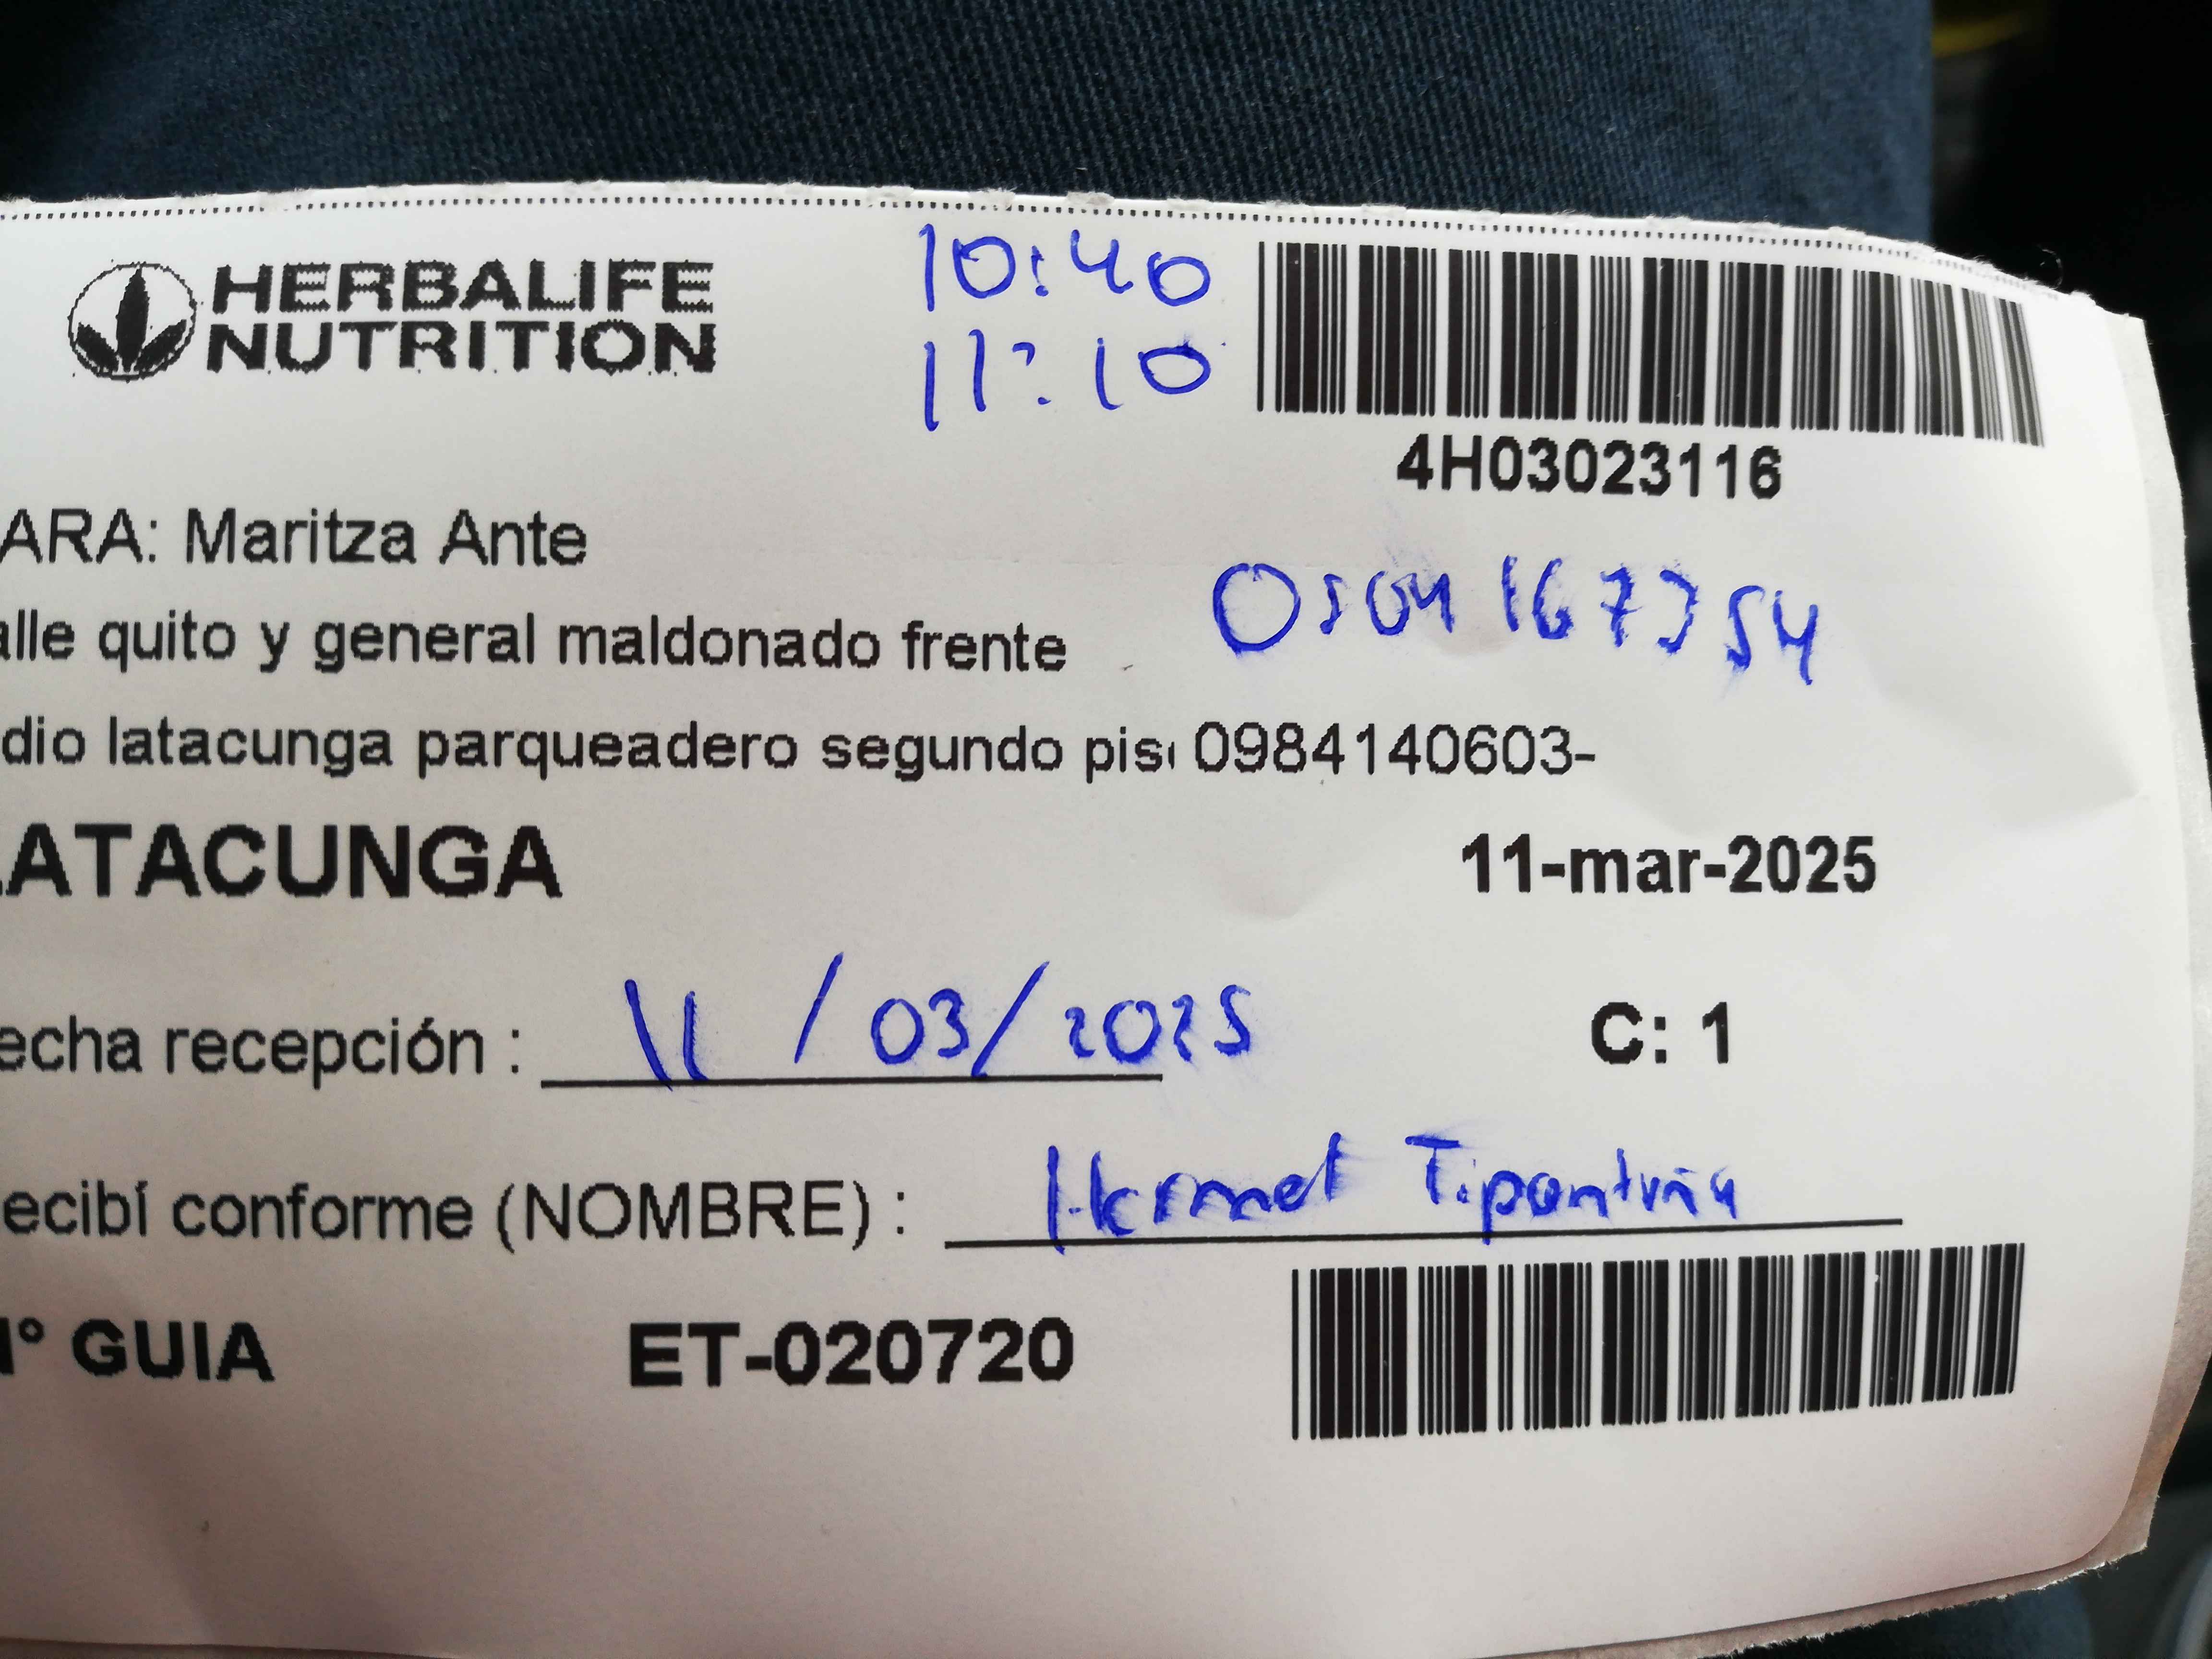 HERBALIFE
NUTRITION
10:40
11:10
4H03023116
ARA: Maritza Ante
alle quito y general maldonado frente
dio latacunga parqueadero segundo pis 0984140603-
ATACUNGA 11-mar-2025
echa recepción : 11/03/2025 C: 1
ecibí conforme (NOMBRE) :
° GUIA ET-020720